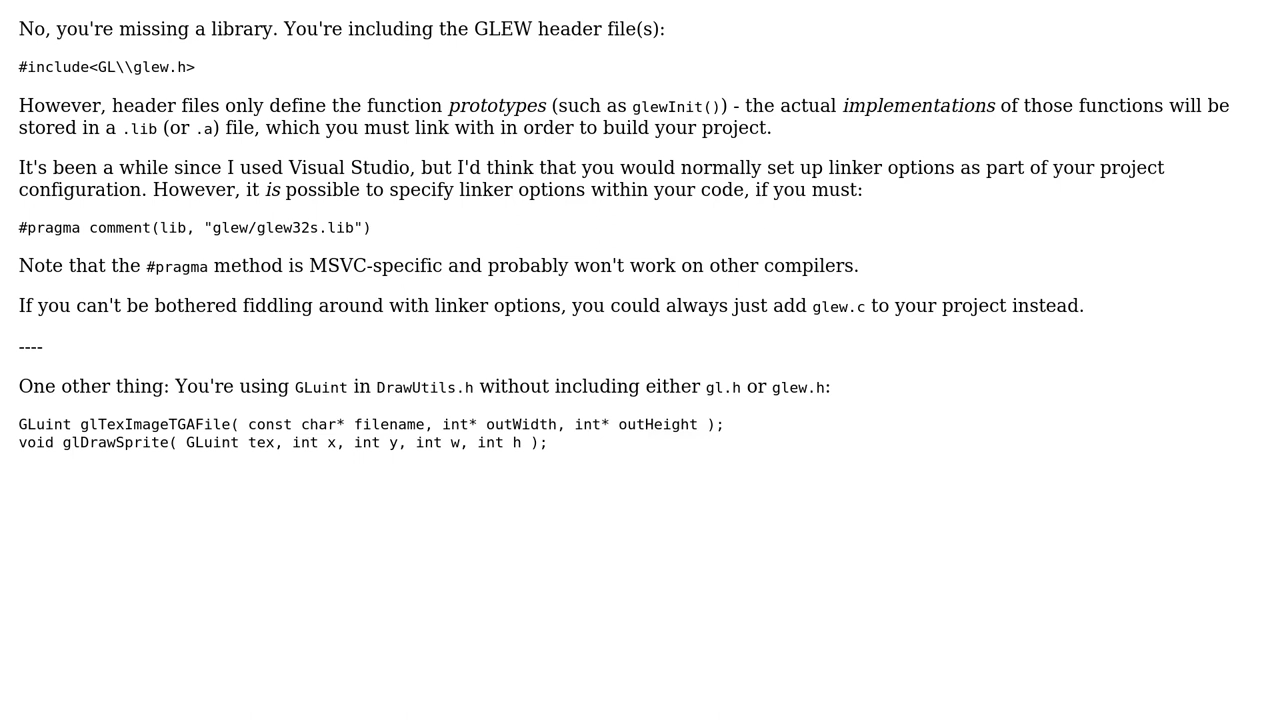 No, you're missing a library. You're including the GLEW header file(s):
#include<GL\\glew.h>
However, header files only define the function prototypes (such as glewInit()) - the actual implementations of those functions will be
stored in a .lib (or .a) file, which you must link with in order to build your project.
It's been a while since I used Visual Studio, but I'd think that you would normally set up linker options as part of your project
configuration. However, it is possible to specify linker options within your code, if you must:
#pragma comment(lib, "glew/glew32s.lib")
Note that the #pragma method is MSVC-specific and probably won't work on other compilers.
If you can't be bothered fiddling around with linker options, you could always just add glew.c to your project instead.
----
One other thing: You're using GLuint in DrawUtils.h without including either gl.h or glew.h:
GLuint glTexImageTGAFile( const char* filename, int* outWidth, int* outHeight );
void glDrawSprite( GLuint tex, int x, int y, int w, int h );